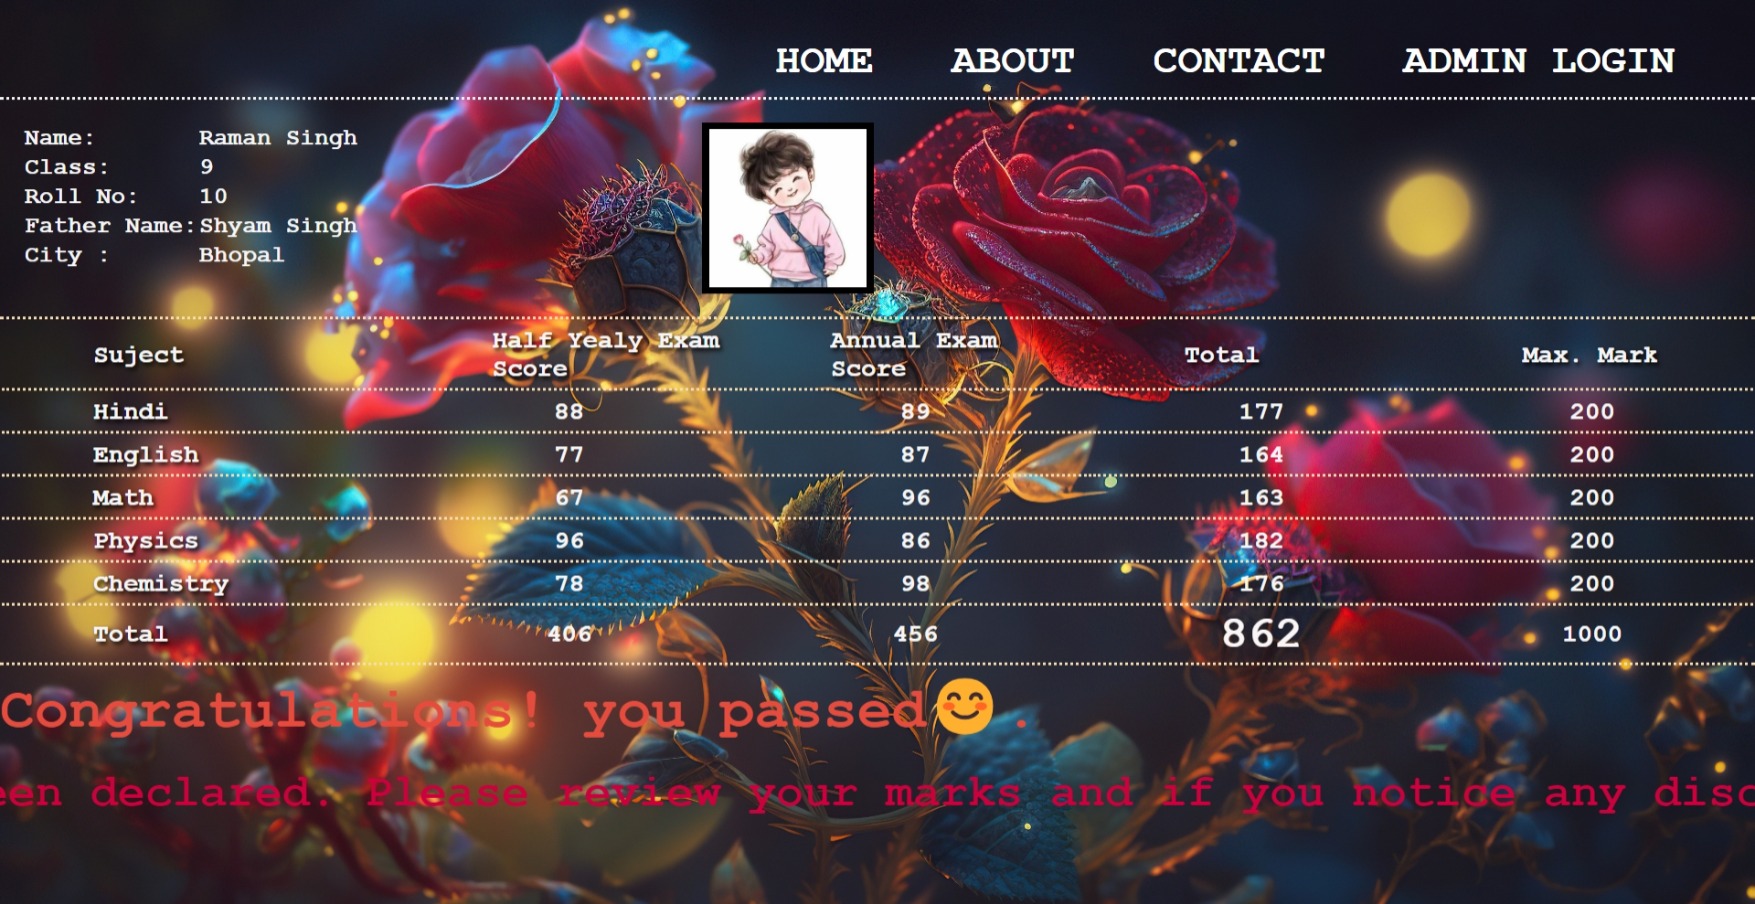 HOME ABOUT CONTACT ADMIN LOGIN
Name: Raman Singh
Class: 9
Roll No: 10
Father Name: Shyam Singh
City : Bhopal
Suject Half Yealy Exam Score Annual Exam Score Total Max. Mark
Hindi 88 89 177 200
English 77 87 164 200
Math 67 96 163 200
Physics 96 86 182 200
Chemistry 78 98 176 200
Total 406 456 862 1000
Congratulations! you passed😊 .
een declared. Please review your marks and if you notice any disc